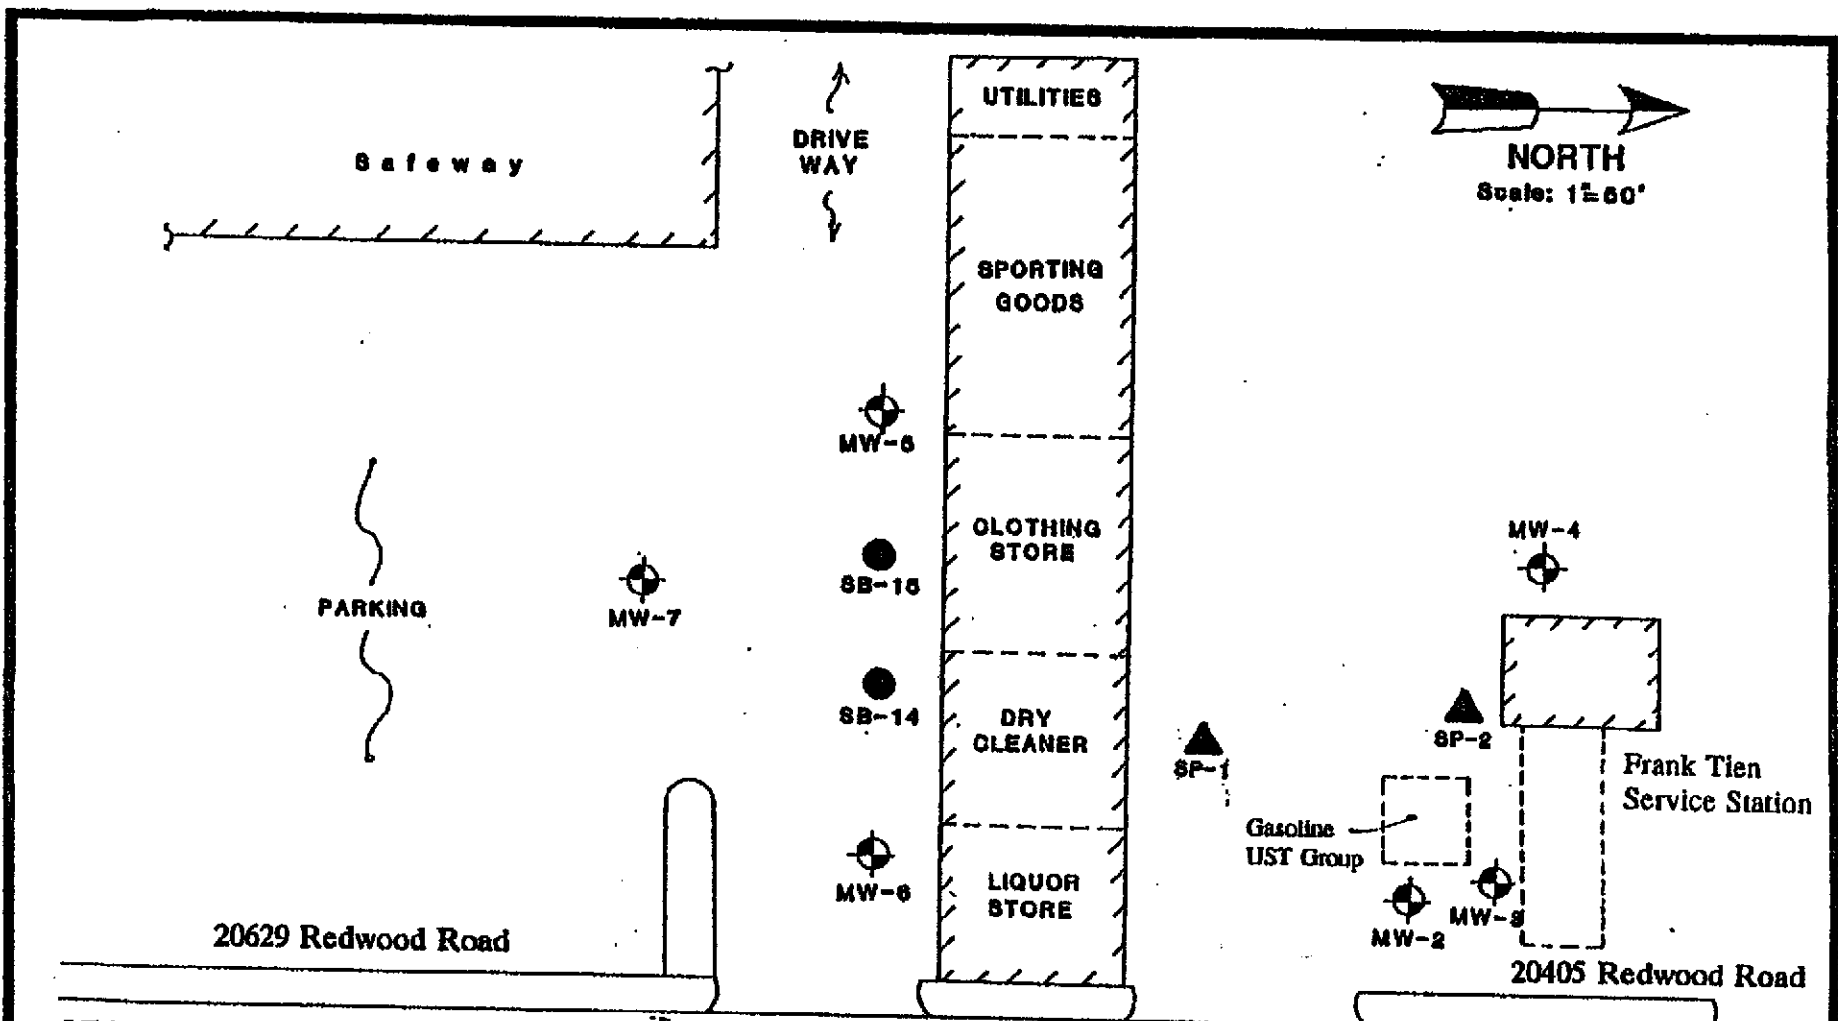 UTILITIES
DRIVE
WAY
Safeway
NORTH
Scale: 1"=60'
SPORTING
GOODS
MW-5
CLOTHING
STORE
MW-4
SB-15
PARKING
MW-7
SB-14
DRY
CLEANER
SP-1
SP-2
Frank Tien
Service Station
Gasoline
UST Group
MW-6
LIQUOR
STORE
MW-3
MW-2
20629 Redwood Road
20405 Redwood Road